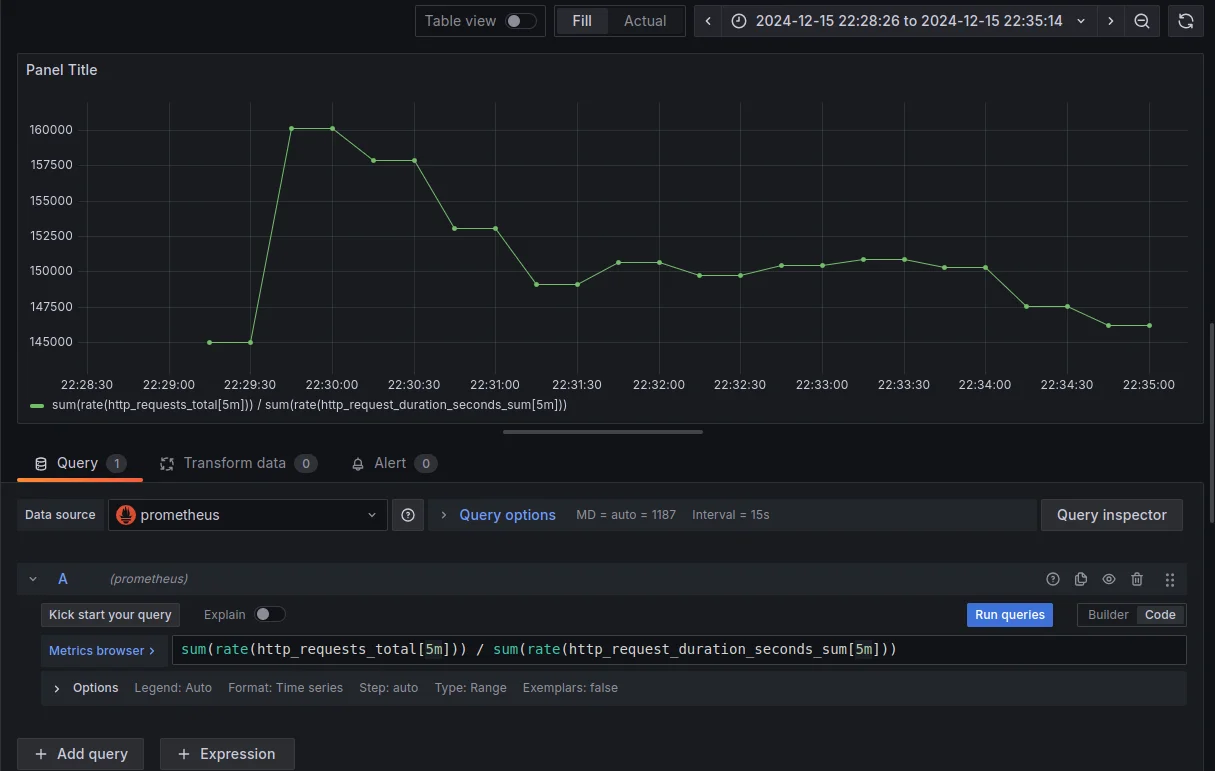 Table view Fill Actual 2024-12-15 22:28:26 to 2024-12-15 22:35:14
Panel Title
160000
157500
155000
152500
150000
147500
145000
22:28:30 22:29:00 22:29:30 22:30:00 22:30:30 22:31:00 22:31:30 22:32:00 22:32:30 22:33:00 22:33:30 22:34:00 22:34:30 22:35:00
sum(rate(http_requests_total[5m])) / sum(rate(http_request_duration_seconds_sum[5m]))
Query 1 Transform data 0 Alert 0
Data source prometheus Query options MD = auto = 1187 Interval = 15s Query inspector
A (prometheus)
Kick start your query Explain Run queries Builder Code
Metrics browser > sum(rate(http_requests_total[5m])) / sum(rate(http_request_duration_seconds_sum[5m]))
> Options Legend: Auto Format: Time series Step: auto Type: Range Exemplars: false
+ Add query + Expression